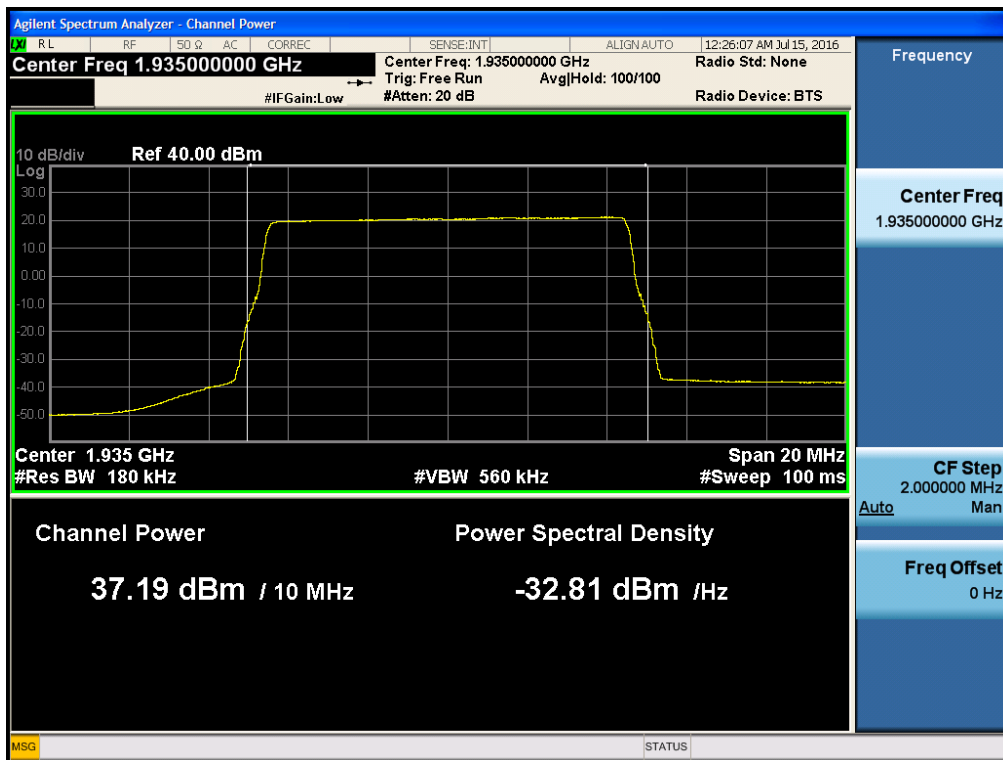 Agilent Spectrum Analyzer - Channel Power
LXI RL RF 50 Ω AC CORREC SENSE:INT ALIGN AUTO 12:26:07 AM Jul 15, 2016
Center Freq 1.935000000 GHz
Center Freq: 1.935000000 GHz
Radio Std: None
Trig: Free Run Avg|Hold: 100/100
#IFGain:Low
#Atten: 20 dB
Radio Device: BTS
10 dB/div Ref 40.00 dBm
Log
30.0
20.0
10.0
0.00
-10.0
-20.0
-30.0
-40.0
-50.0
Center 1.935 GHz
Span 20 MHz
#Res BW 180 kHz
#VBW 560 kHz
#Sweep 100 ms
Channel Power
Power Spectral Density
37.19 dBm / 10 MHz
-32.81 dBm /Hz
Frequency
Center Freq
1.935000000 GHz
CF Step
2.000000 MHz
Auto Man
Freq Offset
0 Hz
MSG
STATUS